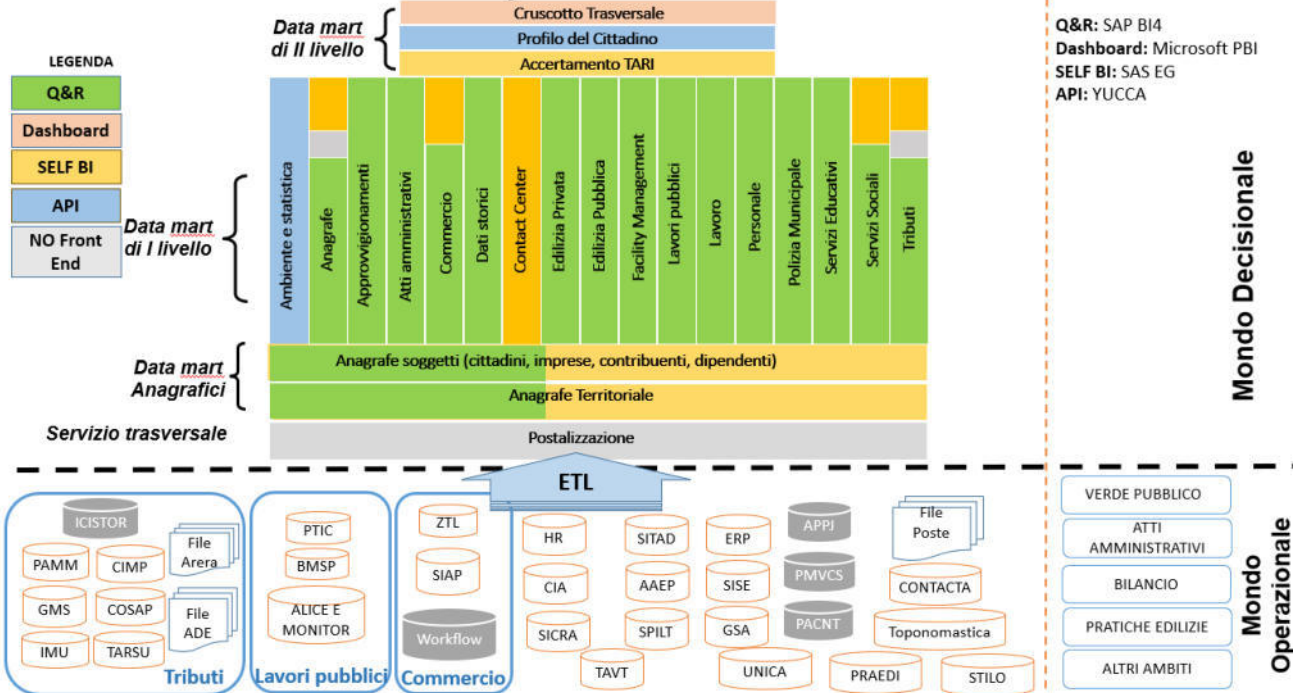 Cruscotto Trasversale
Profilo del Cittadino
Accertamento TARI
Data mart
di II livello
LEGENDA
Q&R
Dashboard
SELF BI
API
NO Front
End
Data mart
di I livello
Ambiente e statistica
Anagrafe
Approvvigionamenti
Atti amministrativi
Commercio
Dati storici
Contact Center
Edilizia Privata
Edilizia Pubblica
Facility Management
Lavori pubblici
Lavoro
Personale
Polizia Municipale
Servizi Educativi
Servizi Sociali
Tributi
Q&R: SAP BI4
Dashboard: Microsoft PBI
SELF BI: SAS EG
API: YUCCA
Mondo Decisionale
Data mart
Anagrafici
Anagrafe soggetti (cittadini, imprese, contribuenti, dipendenti)
Anagrafe Territoriale
Servizio trasversale
Postalizzazione
ETL
ICISTOR
PAMM
CIMP
GMS
COSAP
IMU
TARSU
File
Arera
File
ADE
Tributi
PTIC
BMSP
ALICE E
MONITOR
Lavori pubblici
ZTL
SIAP
Workflow
Commercio
HR
CIA
SICRA
TAVT
SITAD
AAEP
SPILT
ERP
SISE
GSA
UNICA
APPJ
PMVCS
PACNT
PRAEDI
File
Poste
CONTACTA
Toponomastica
STILO
VERDE PUBBLICO
ATTI
AMMINISTRATIVI
BILANCIO
PRATICHE EDILIZIE
ALTRI AMBITI
Mondo
Operazionale